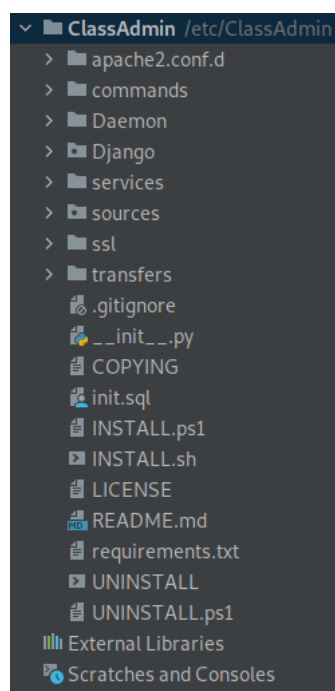 ClassAdmin /etc/ClassAdmin
apache2.conf.d
commands
Daemon
Django
services
sources
ssl
transfers
.gitignore
__init__.py
COPYING
init.sql
INSTALL.ps1
INSTALL.sh
LICENSE
MD README.md
requirements.txt
UNINSTALL
UNINSTALL.ps1
External Libraries
Scratches and Consoles